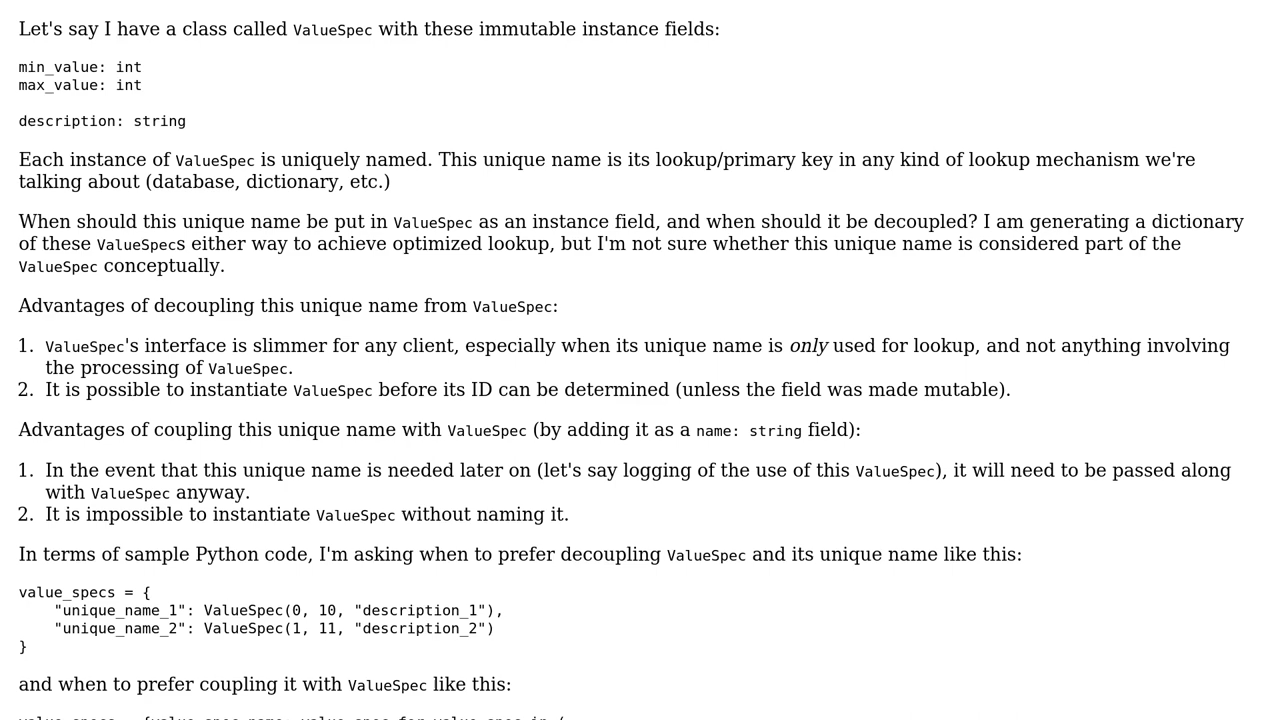 Let's say I have a class called ValueSpec with these immutable instance fields:
min_value: int
max_value: int
description: string
Each instance of ValueSpec is uniquely named. This unique name is its lookup/primary key in any kind of lookup mechanism we're
talking about (database, dictionary, etc.)
When should this unique name be put in ValueSpec as an instance field, and when should it be decoupled? I am generating a dictionary
of these ValueSpecs either way to achieve optimized lookup, but I'm not sure whether this unique name is considered part of the
ValueSpec conceptually.
Advantages of decoupling this unique name from ValueSpec:
1. ValueSpec's interface is slimmer for any client, especially when its unique name is only used for lookup, and not anything involving
the processing of ValueSpec.
2. It is possible to instantiate ValueSpec before its ID can be determined (unless the field was made mutable).
Advantages of coupling this unique name with ValueSpec (by adding it as a name: string field):
1. In the event that this unique name is needed later on (let's say logging of the use of this ValueSpec), it will need to be passed along
with ValueSpec anyway.
2. It is impossible to instantiate ValueSpec without naming it.
In terms of sample Python code, I'm asking when to prefer decoupling ValueSpec and its unique name like this:
value_specs = {
    "unique_name_1": ValueSpec(0, 10, "description_1"),
    "unique_name_2": ValueSpec(1, 11, "description_2")
}
and when to prefer coupling it with ValueSpec like this: